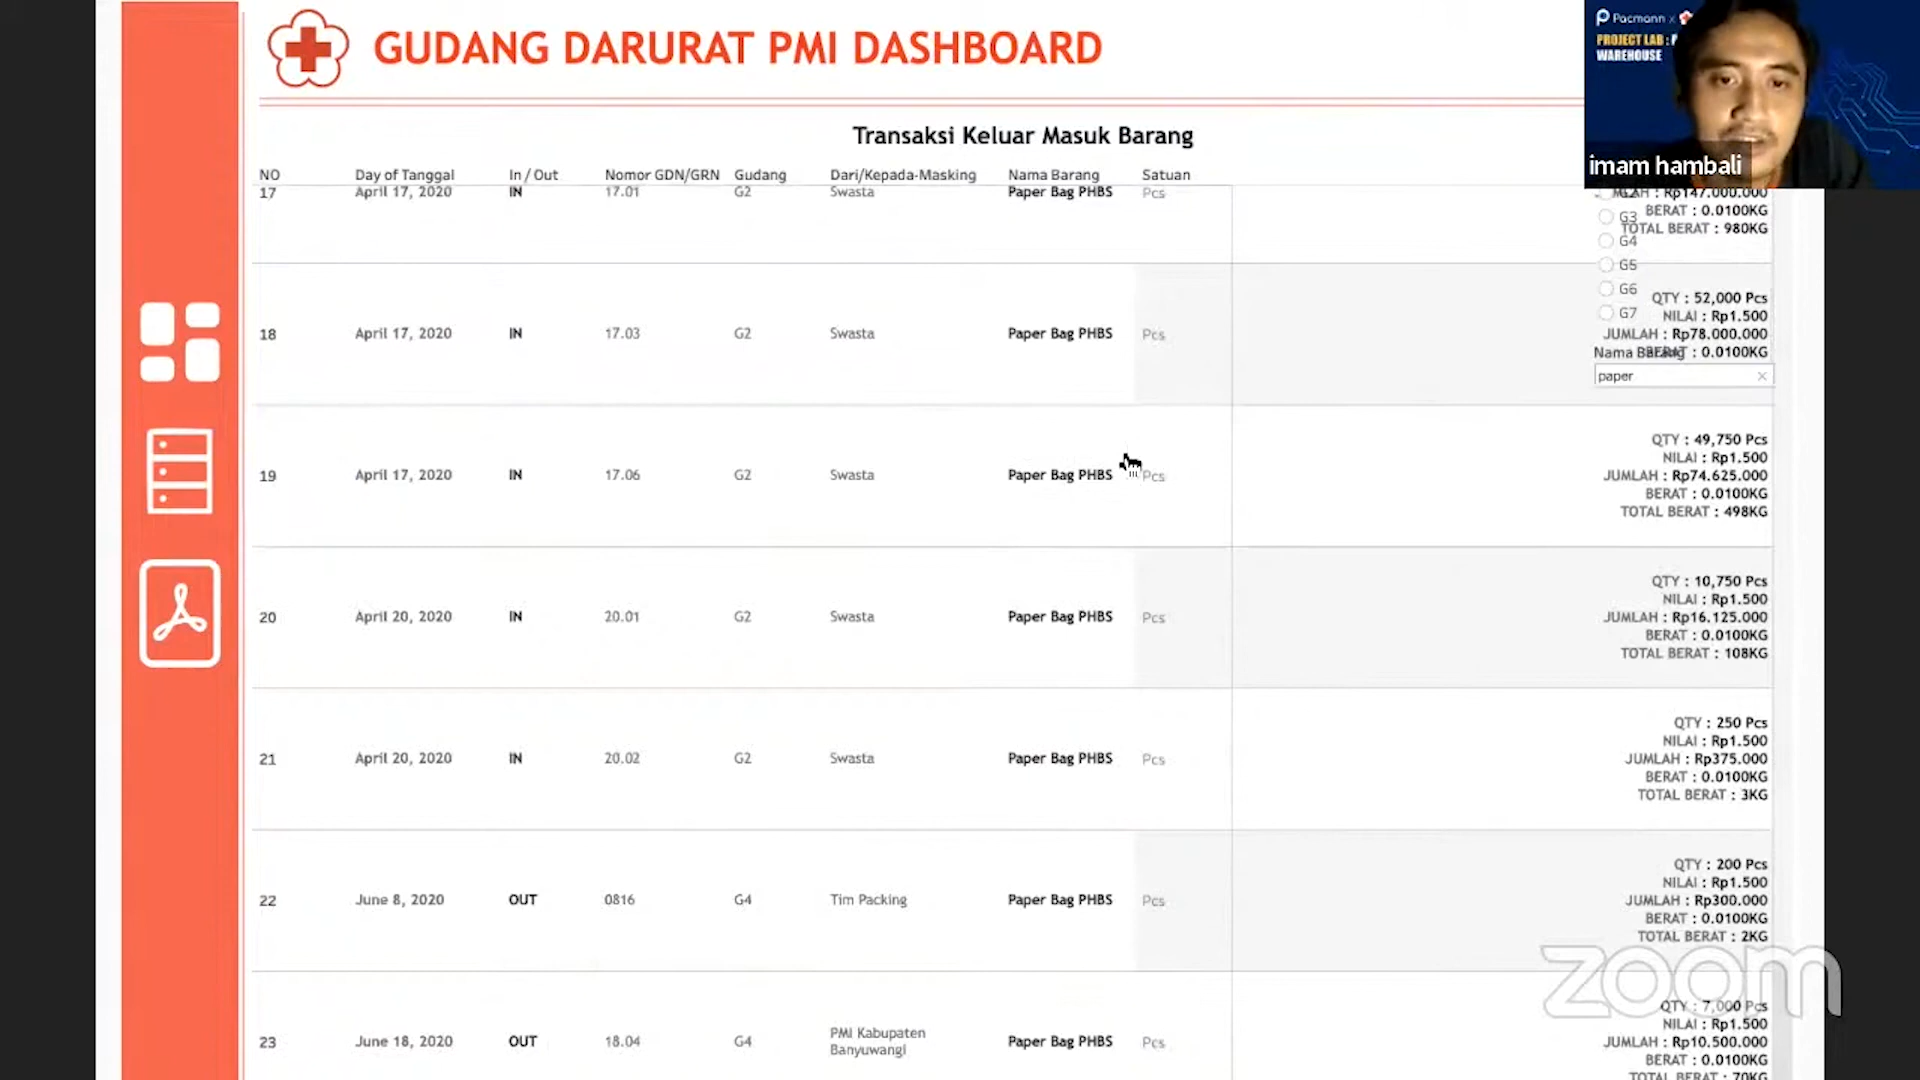 GUDANG DARURAT PMI DASHBOARD
Pacmann x
PROJECT LAB :
WAREHOUSE
imam hambali
Transaksi Keluar Masuk Barang
NO Day of Tanggal In / Out Nomor GDN/GRN Gudang Dari/Kepada-Masking Nama Barang Satuan
17 April 17, 2020 IN 17.01 G2 Swasta Paper Bag PHBS Pcs
Rp147.000.000
BERAT : 0.0100KG
TOTAL BERAT : 980KG
G3
G4
G5
G6
G7
18 April 17, 2020 IN 17.03 G2 Swasta Paper Bag PHBS Pcs
QTY : 52,000 Pcs
NILAI : Rp1.500
JUMLAH : Rp78.000.000
Nama Barang
BERAT : 0.0100KG
paper
19 April 17, 2020 IN 17.06 G2 Swasta Paper Bag PHBS Pcs
QTY : 49,750 Pcs
NILAI : Rp1.500
JUMLAH : Rp74.625.000
BERAT : 0.0100KG
TOTAL BERAT : 498KG
20 April 20, 2020 IN 20.01 G2 Swasta Paper Bag PHBS Pcs
QTY : 10,750 Pcs
NILAI : Rp1.500
JUMLAH : Rp16.125.000
BERAT : 0.0100KG
TOTAL BERAT : 108KG
21 April 20, 2020 IN 20.02 G2 Swasta Paper Bag PHBS Pcs
QTY : 250 Pcs
NILAI : Rp1.500
JUMLAH : Rp375.000
BERAT : 0.0100KG
TOTAL BERAT : 3KG
22 June 8, 2020 OUT 0816 G4 Tim Packing Paper Bag PHBS Pcs
QTY : 200 Pcs
NILAI : Rp1.500
JUMLAH : Rp300.000
BERAT : 0.0100KG
TOTAL BERAT : 2KG
23 June 18, 2020 OUT 18.04 G4 PMI Kabupaten Banyuwangi Paper Bag PHBS Pcs
QTY : 7,000 Pcs
NILAI : Rp1.500
JUMLAH : Rp10.500.000
BERAT : 0.0100KG
TOTAL BERAT : 70KG
zoom